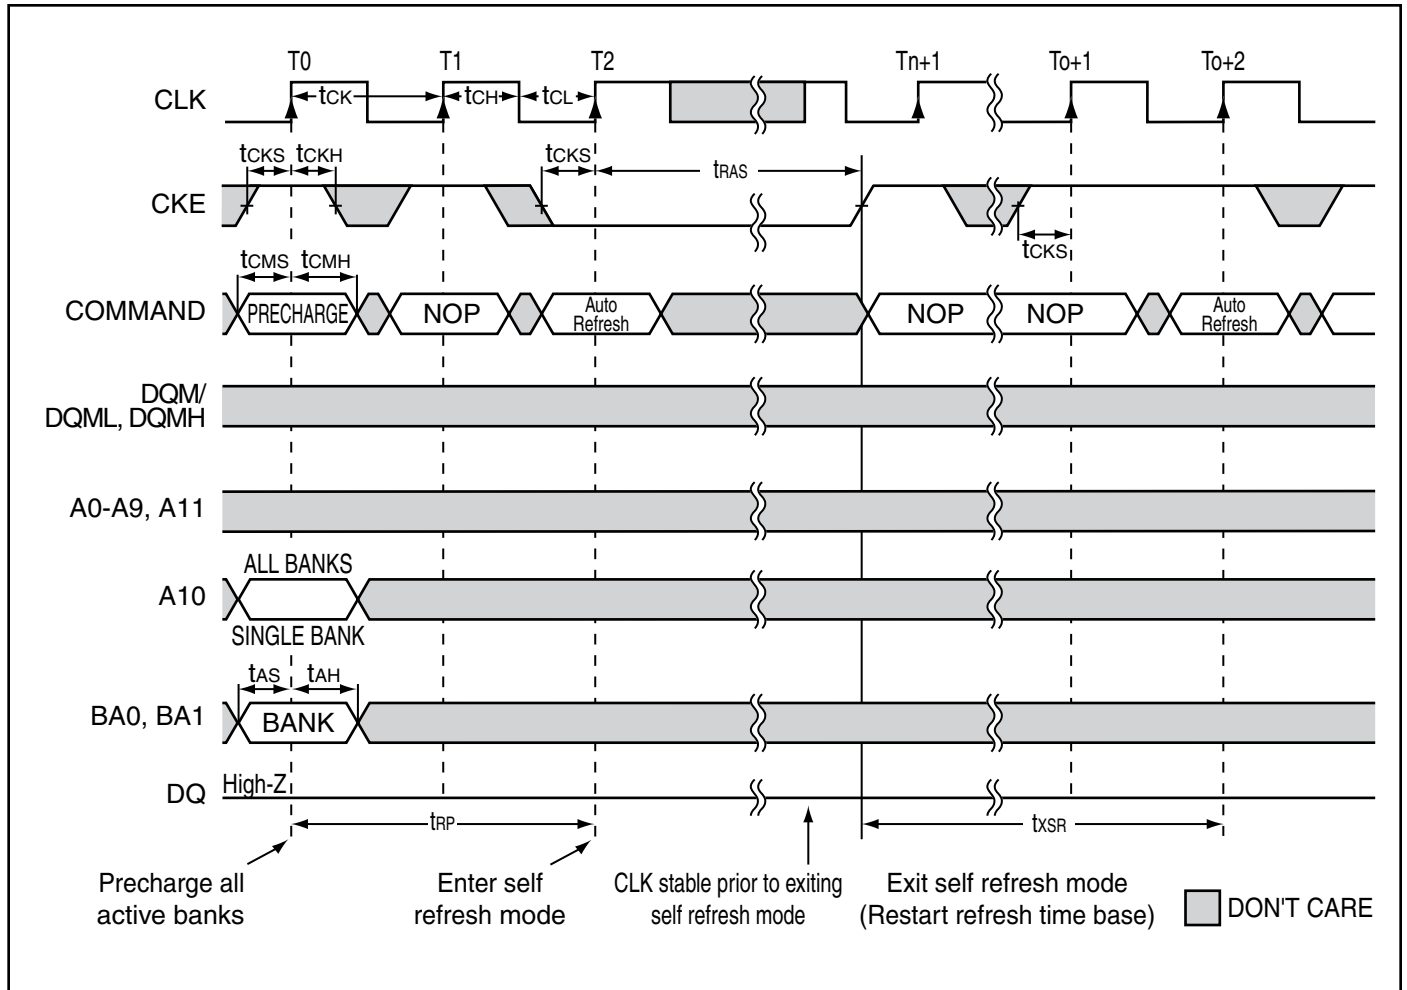 T0 T1 T2 Tn+1 To+1 To+2
CLK
tCK tCH tCL
tCKS tCKH tCKS tRAS
CKE
tCKS
tCMS tCMH
COMMAND
PRECHARGE NOP Auto Refresh NOP NOP Auto Refresh
DQM/
DQML, DQMH
A0-A9, A11
ALL BANKS
A10
SINGLE BANK
tAS tAH
BA0, BA1 BANK
DQ High-Z
tRP tXSR
Precharge all
active banks
Enter self
refresh mode
CLK stable prior to exiting
self refresh mode
Exit self refresh mode
(Restart refresh time base)
DON'T CARE